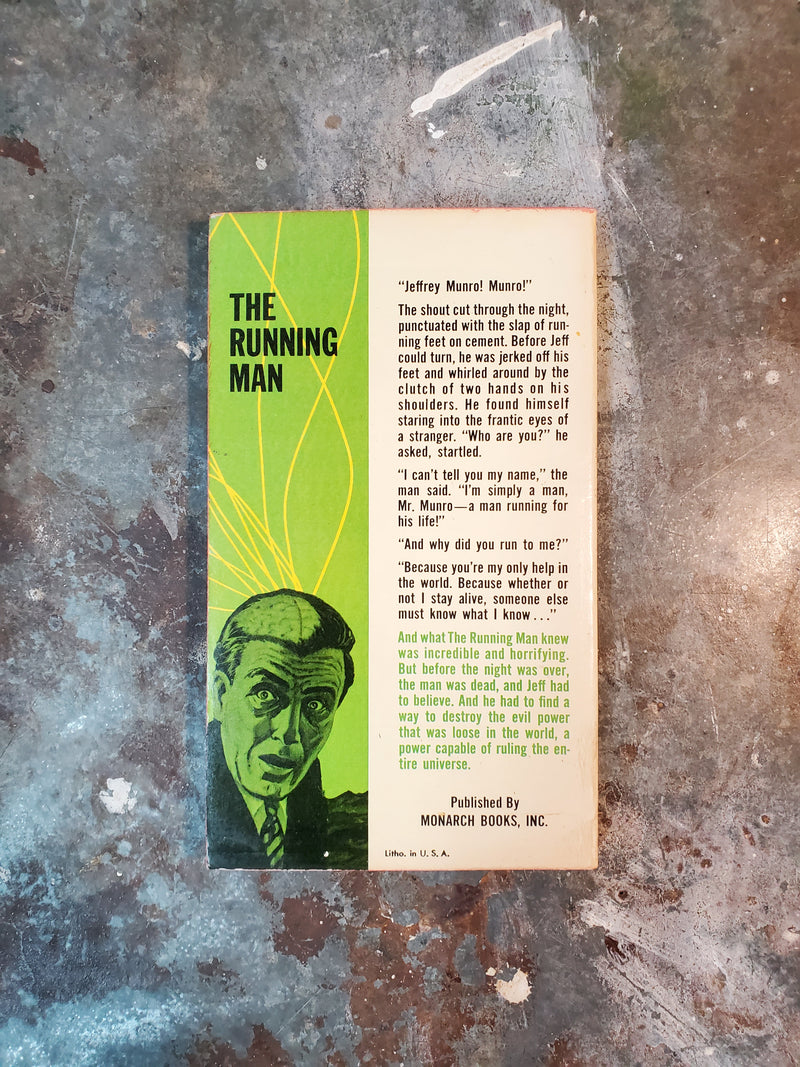 THE
RUNNING
MAN
“Jeffrey Munro! Munro!”
The shout cut through the night,
punctuated with the slap of run-
ning feet on cement. Before Jeff
could turn, he was jerked off his
feet and whirled around by the
clutch of two hands on his
shoulders. He found himself
staring into the frantic eyes of
a stranger. “Who are you?” he
asked, startled.
“I can’t tell you my name,” the
man said. “I’m simply a man,
Mr. Munro—a man running for
his life!”
“And why did you run to me?”
“Because you’re my only help in
the world. Because whether or
not I stay alive, someone else
must know what I know . . .”
And what The Running Man knew
was incredible and horrifying.
But before the night was over,
the man was dead, and Jeff had
to believe. And he had to find a
way to destroy the evil power
that was loose in the world, a
power capable of ruling the en-
tire universe.
Published By
MONARCH BOOKS, INC.
Litho. in U. S. A.